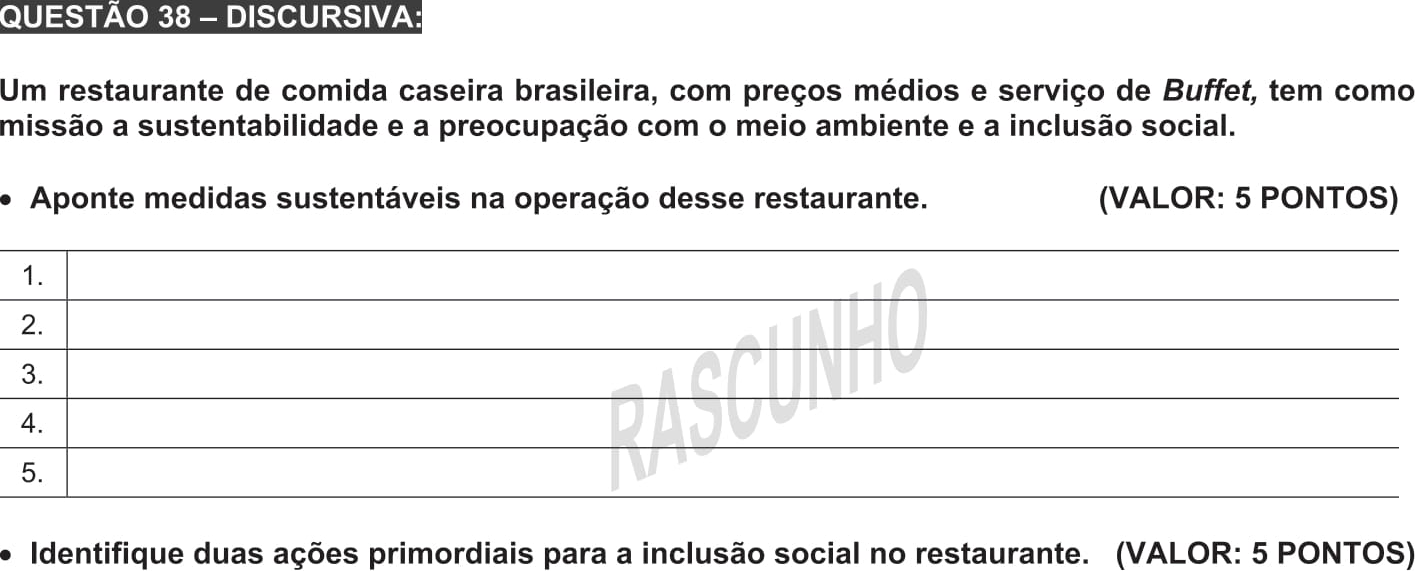 QUESTÃO 38 – DISCURSIVA:
Um restaurante de comida caseira brasileira, com preços médios e serviço de Buffet, tem como
missão a sustentabilidade e a preocupação com o meio ambiente e a inclusão social.
• Aponte medidas sustentáveis na operação desse restaurante. (VALOR: 5 PONTOS)
1.
2.
3.
4.
5.
RASCUNHO
• Identifique duas ações primordiais para a inclusão social no restaurante. (VALOR: 5 PONTOS)